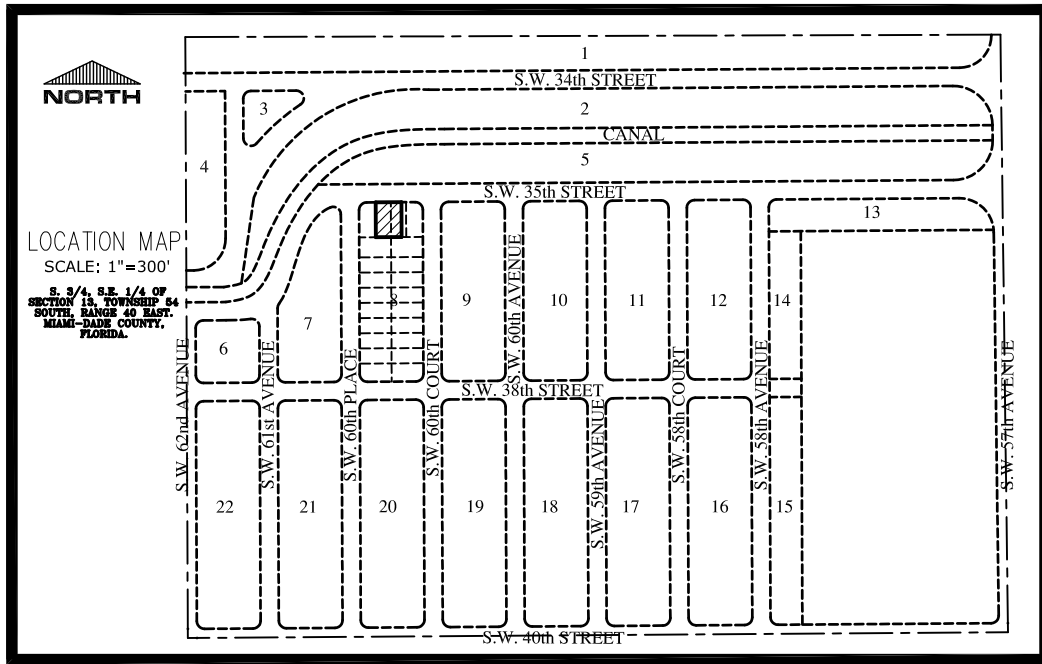 1
S.W. 34th STREET
NORTH
3
2
CANAL
4
5
S.W. 35th STREET
13
LOCATION MAP
SCALE: 1"=300'
S. 3/4, S.E. 1/4 OF
SECTION 13, TOWNSHIP 54
SOUTH, RANGE 40 EAST.
MIAMI-DADE COUNTY,
FLORIDA.
8
9
10
11
12
14
7
6
S.W. 62nd AVENUE
S.W. 61st AVENUE
S.W. 60th PLACE
S.W. 60th COURT
S.W. 60th AVENUE
S.W. 59th AVENUE
S.W. 58th COURT
S.W. 58th AVENUE
S.W. 57th AVENUE
S.W. 38th STREET
22
21
20
19
18
17
16
15
S.W. 40th STREET